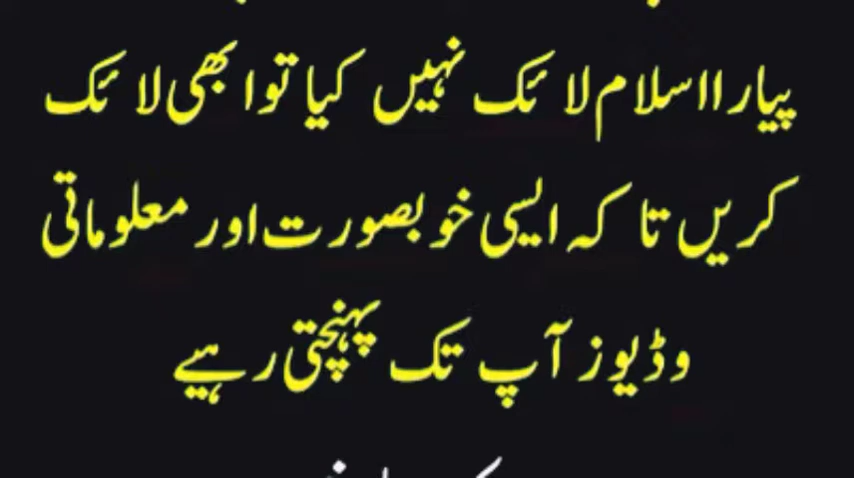 پیارا اسلام لائک نہیں کیا تو ابھی لائک
کریں تا کہ ایسی خوبصورت اور معلوماتی
وڈیوز آپ تک پہنچتی رہیے